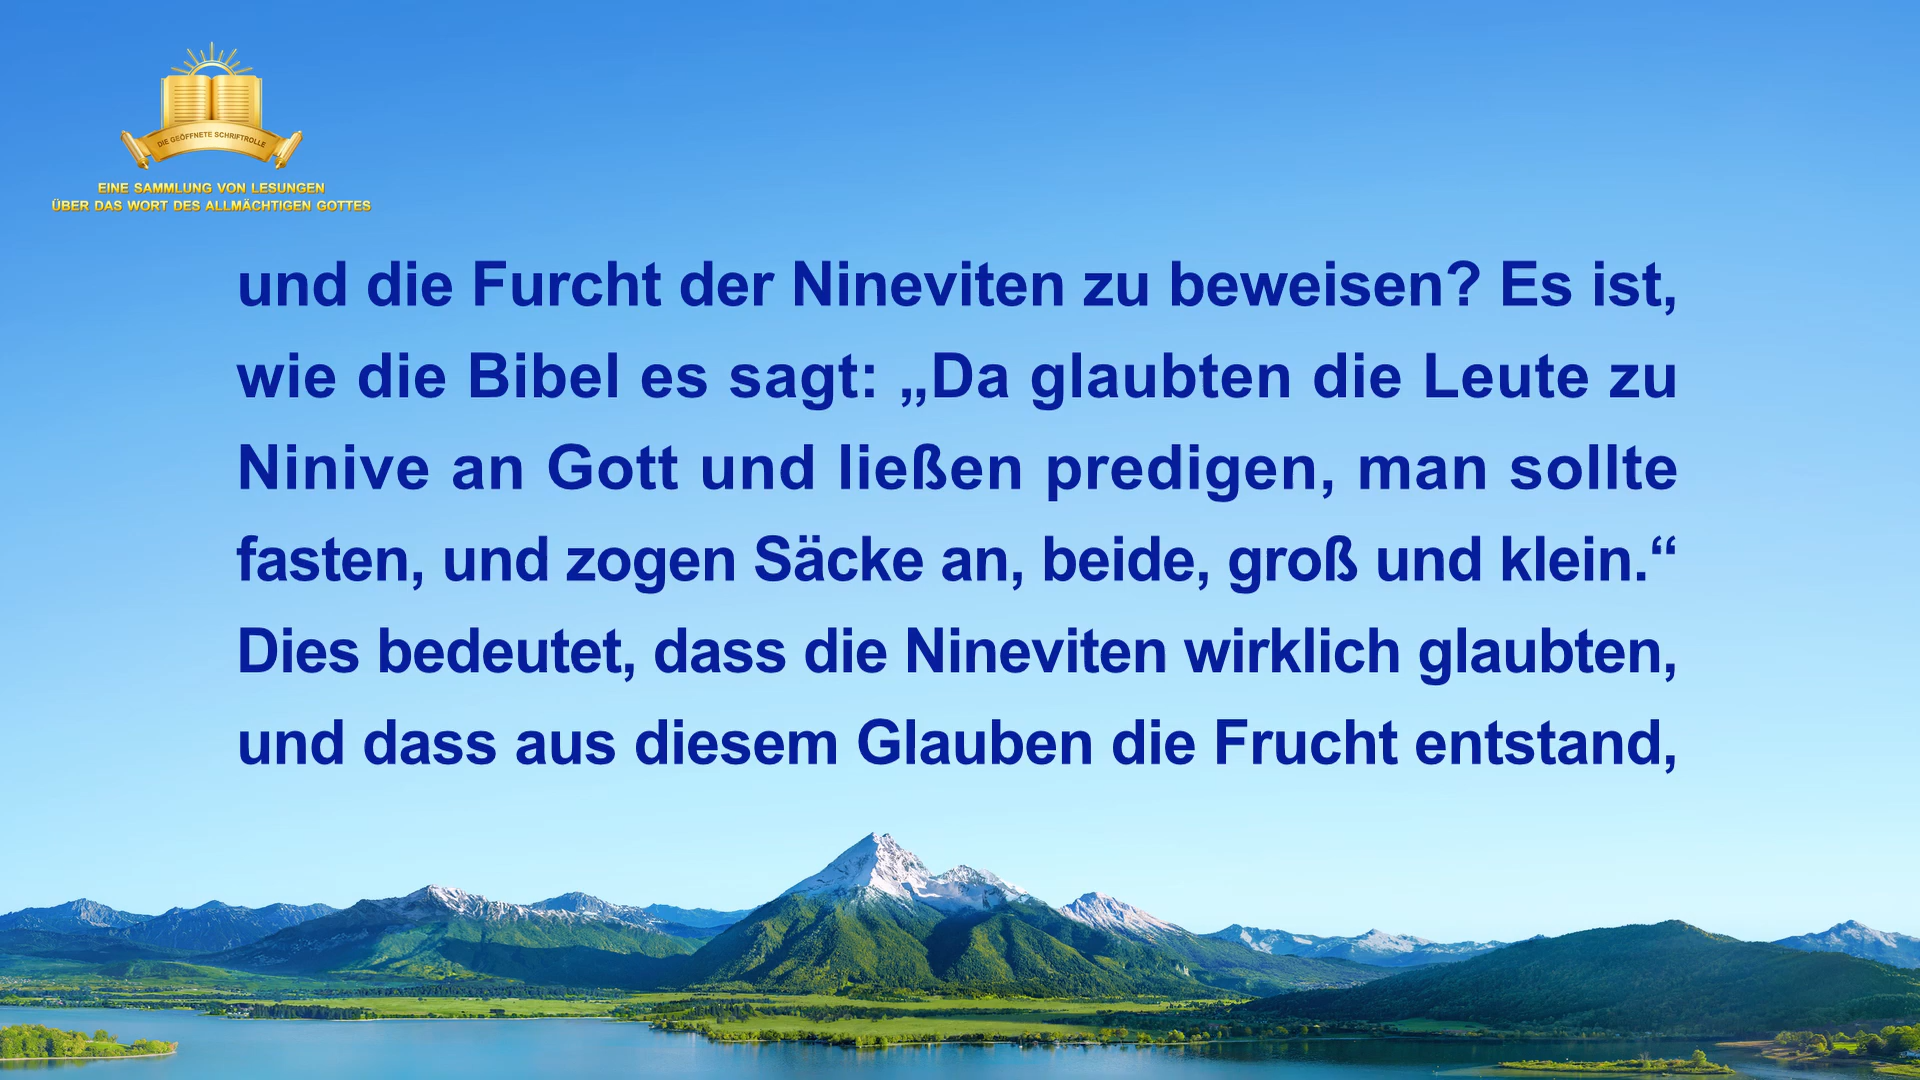 DIE GEÖFFNETE SCHRIFTROLLE
EINE SAMMLUNG VON LESUNGEN
ÜBER DAS WORT DES ALLMÄCHTIGEN GOTTES
und die Furcht der Nineviten zu beweisen? Es ist,
wie die Bibel es sagt: „Da glaubten die Leute zu
Ninive an Gott und ließen predigen, man sollte
fasten, und zogen Säcke an, beide, groß und klein.“
Dies bedeutet, dass die Nineviten wirklich glaubten,
und dass aus diesem Glauben die Frucht entstand,